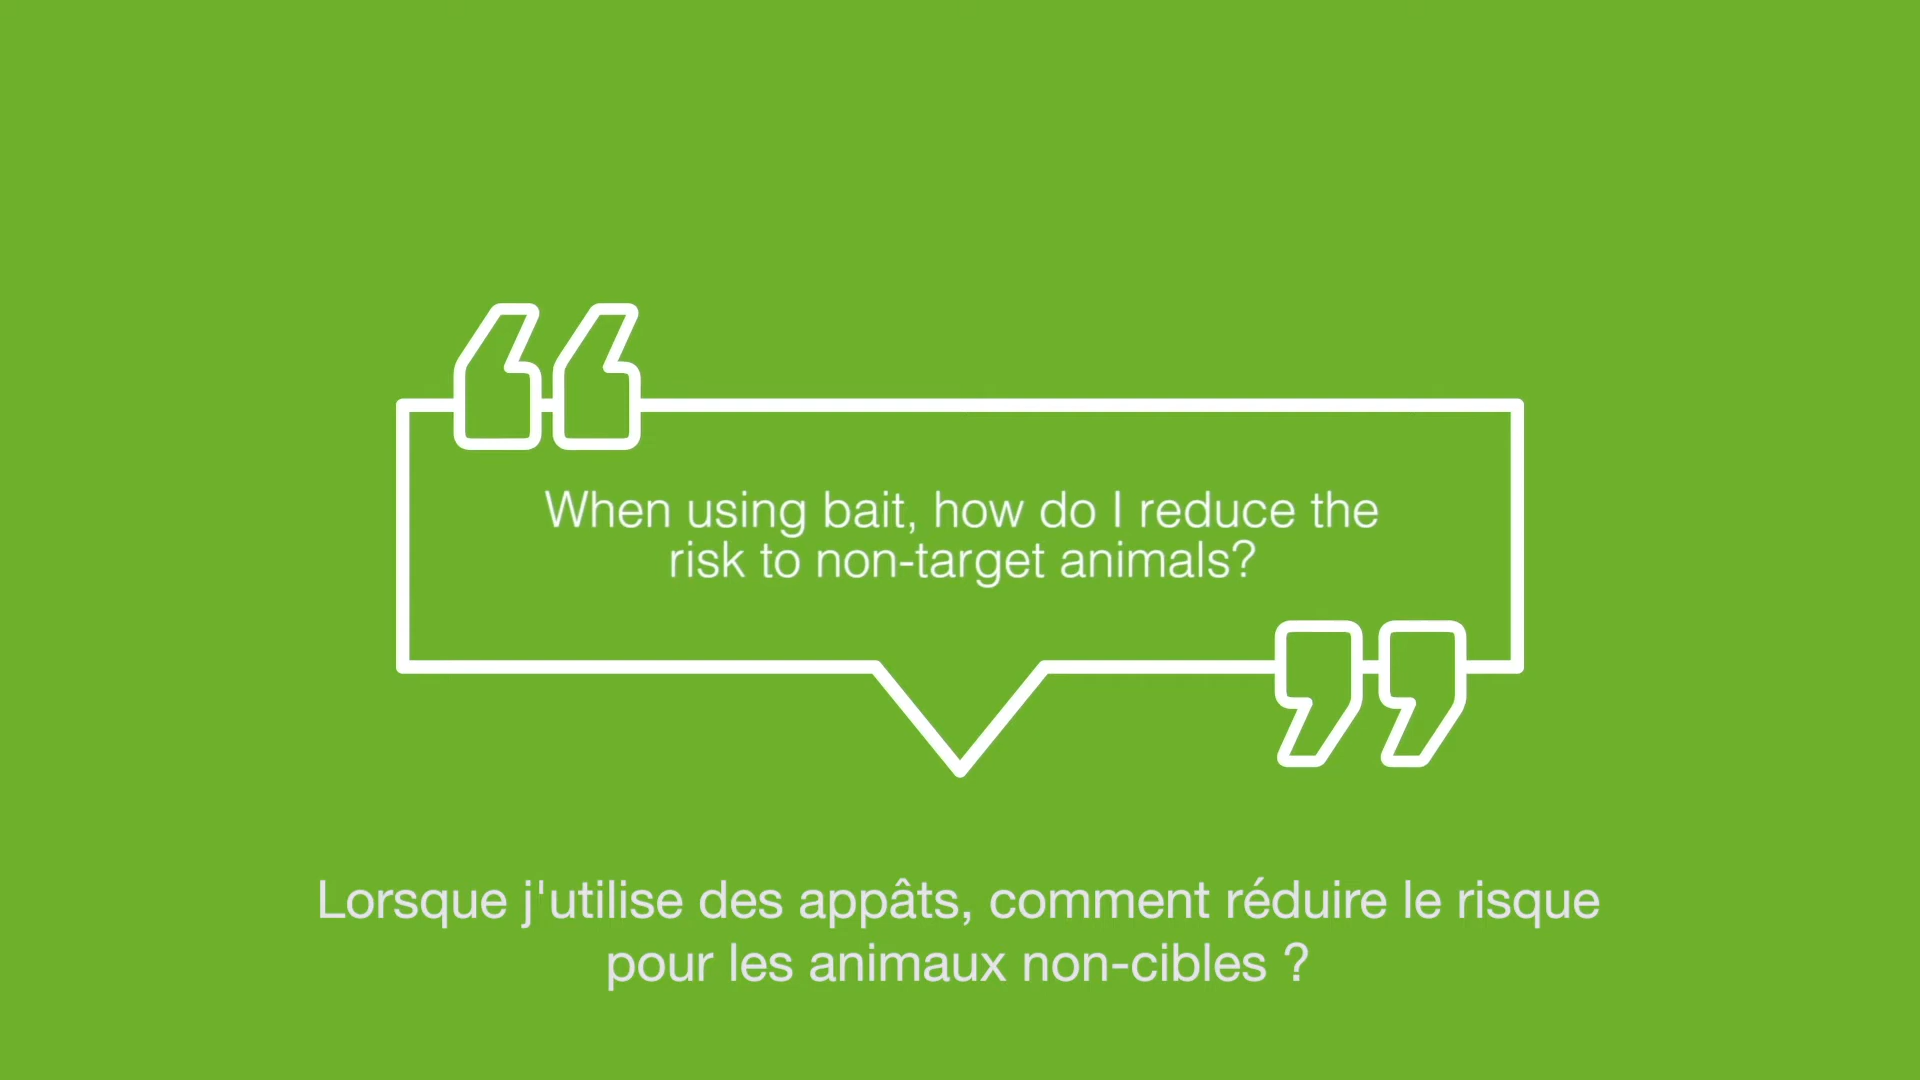 When using bait, how do I reduce the
risk to non-target animals?
Lorsque j'utilise des appâts, comment réduire le risque
pour les animaux non-cibles ?